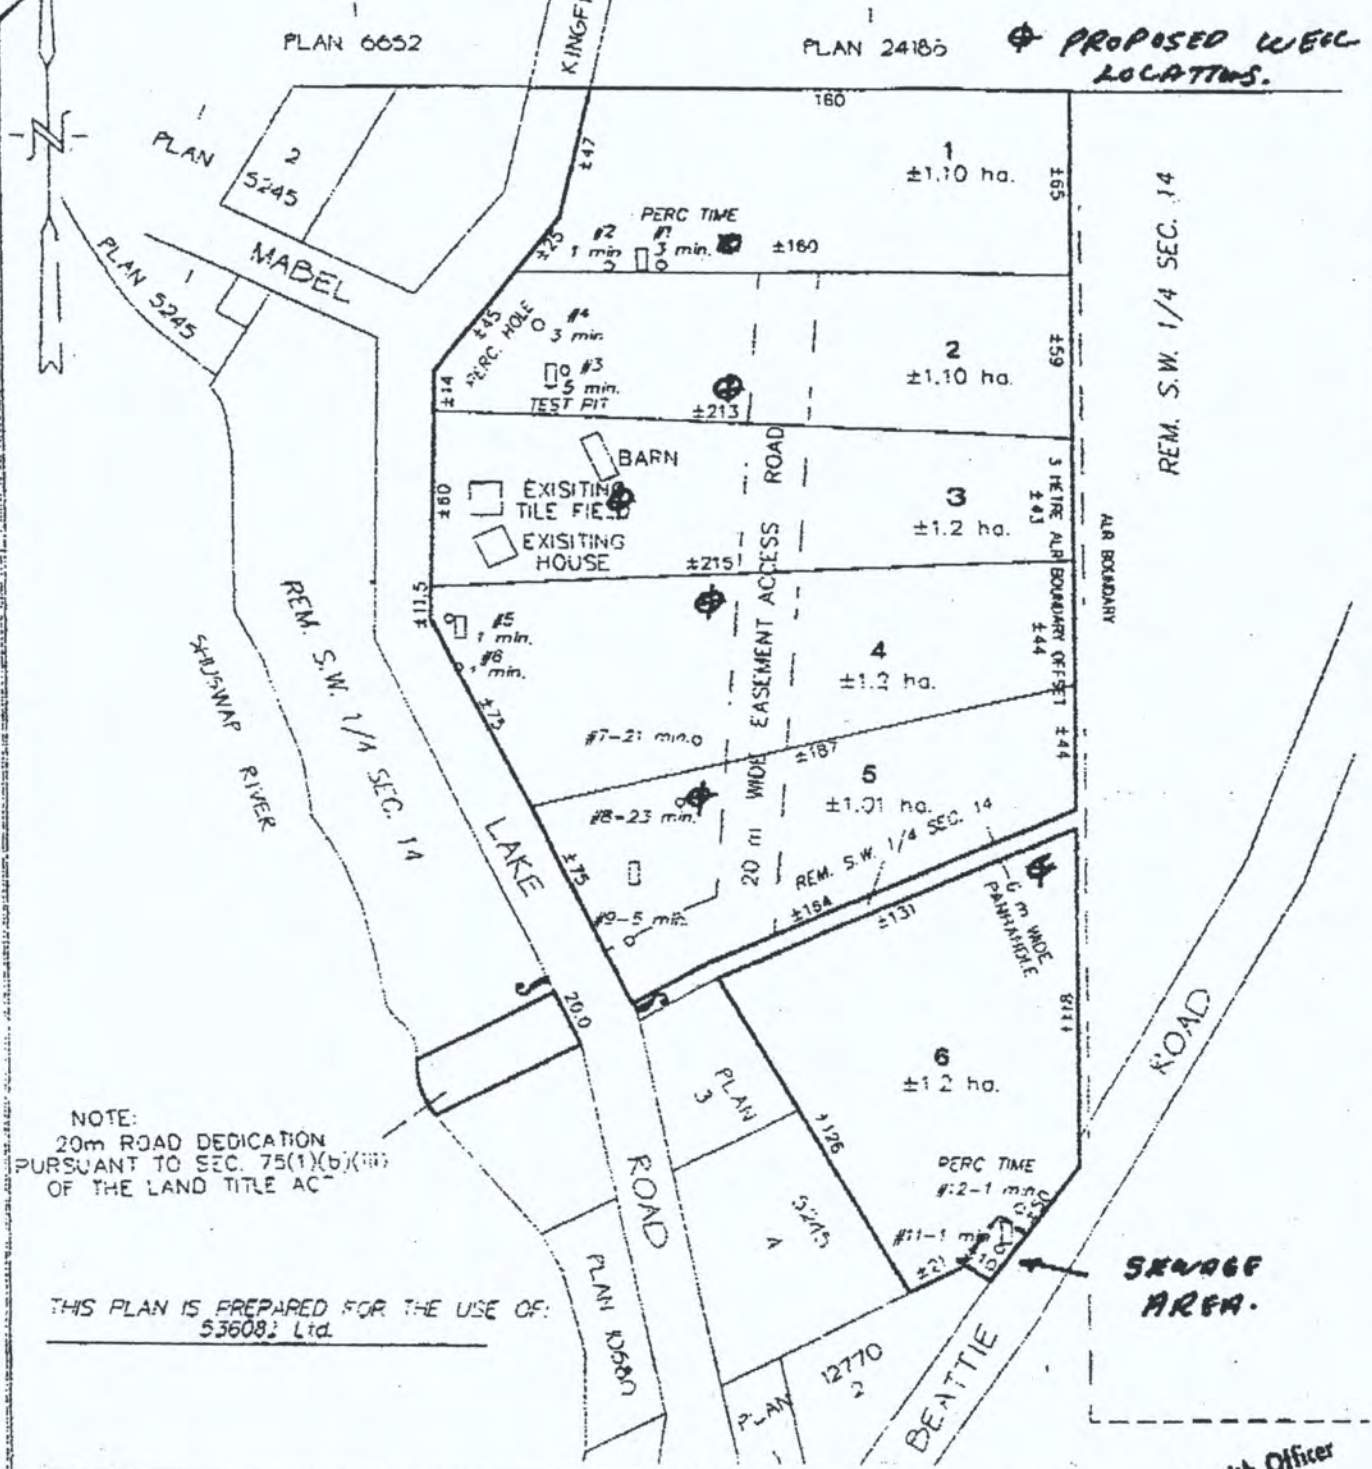 PLAN 6652
PLAN 24186
PROPOSED WELL
LOCATIONS.
160
N
PLAN
2
5245
±47
1
±1.10 ha.
±65
REM. S.W. 1/4 SEC. 14
PLAN 5245
1
MABEL
±25
PERC TIME
#2
1 min
#1
3 min.
±160
±45
PERC. HOLE
#4
3 min.
±14
#3
5 min.
TEST PIT
±213
2
±1.10 ha.
±59
BARN
±60
EXISITING
TILE FIELD
EXISITING
HOUSE
±215
3
±1.2 ha.
±43
3 METRE ALR BOUNDARY OFFSET
ALR BOUNDARY
±11.5
#5
1 min.
#6
min.
±73
4
±1.2 ha.
±44
20 m WIDE EASEMENT ACCESS ROAD
#7-21 min.
±187
SHUSWAP
RIVER
REM. S.W. 1/4 SEC. 14
5
±1.01 ha.
±44
#8-23 min.
LAKE
±75
REM. S.W. 1/4 SEC. 14
±164
±131
6 m WIDE
PANHANDLE
#9-5 min.
20.0
PLAN
3
6
±1.2 ha.
±126
ROAD
NOTE:
20m ROAD DEDICATION
PURSUANT TO SEC. 75(1)(b)(iii)
OF THE LAND TITLE ACT
ROAD
5245
A
PERC TIME
#12-1 min.
#11-1 min
±50
±21
SEWAGE
AREA.
THIS PLAN IS PREPARED FOR THE USE OF:
PLAN 10680
12770
PLAN
BEATTIE
Officer